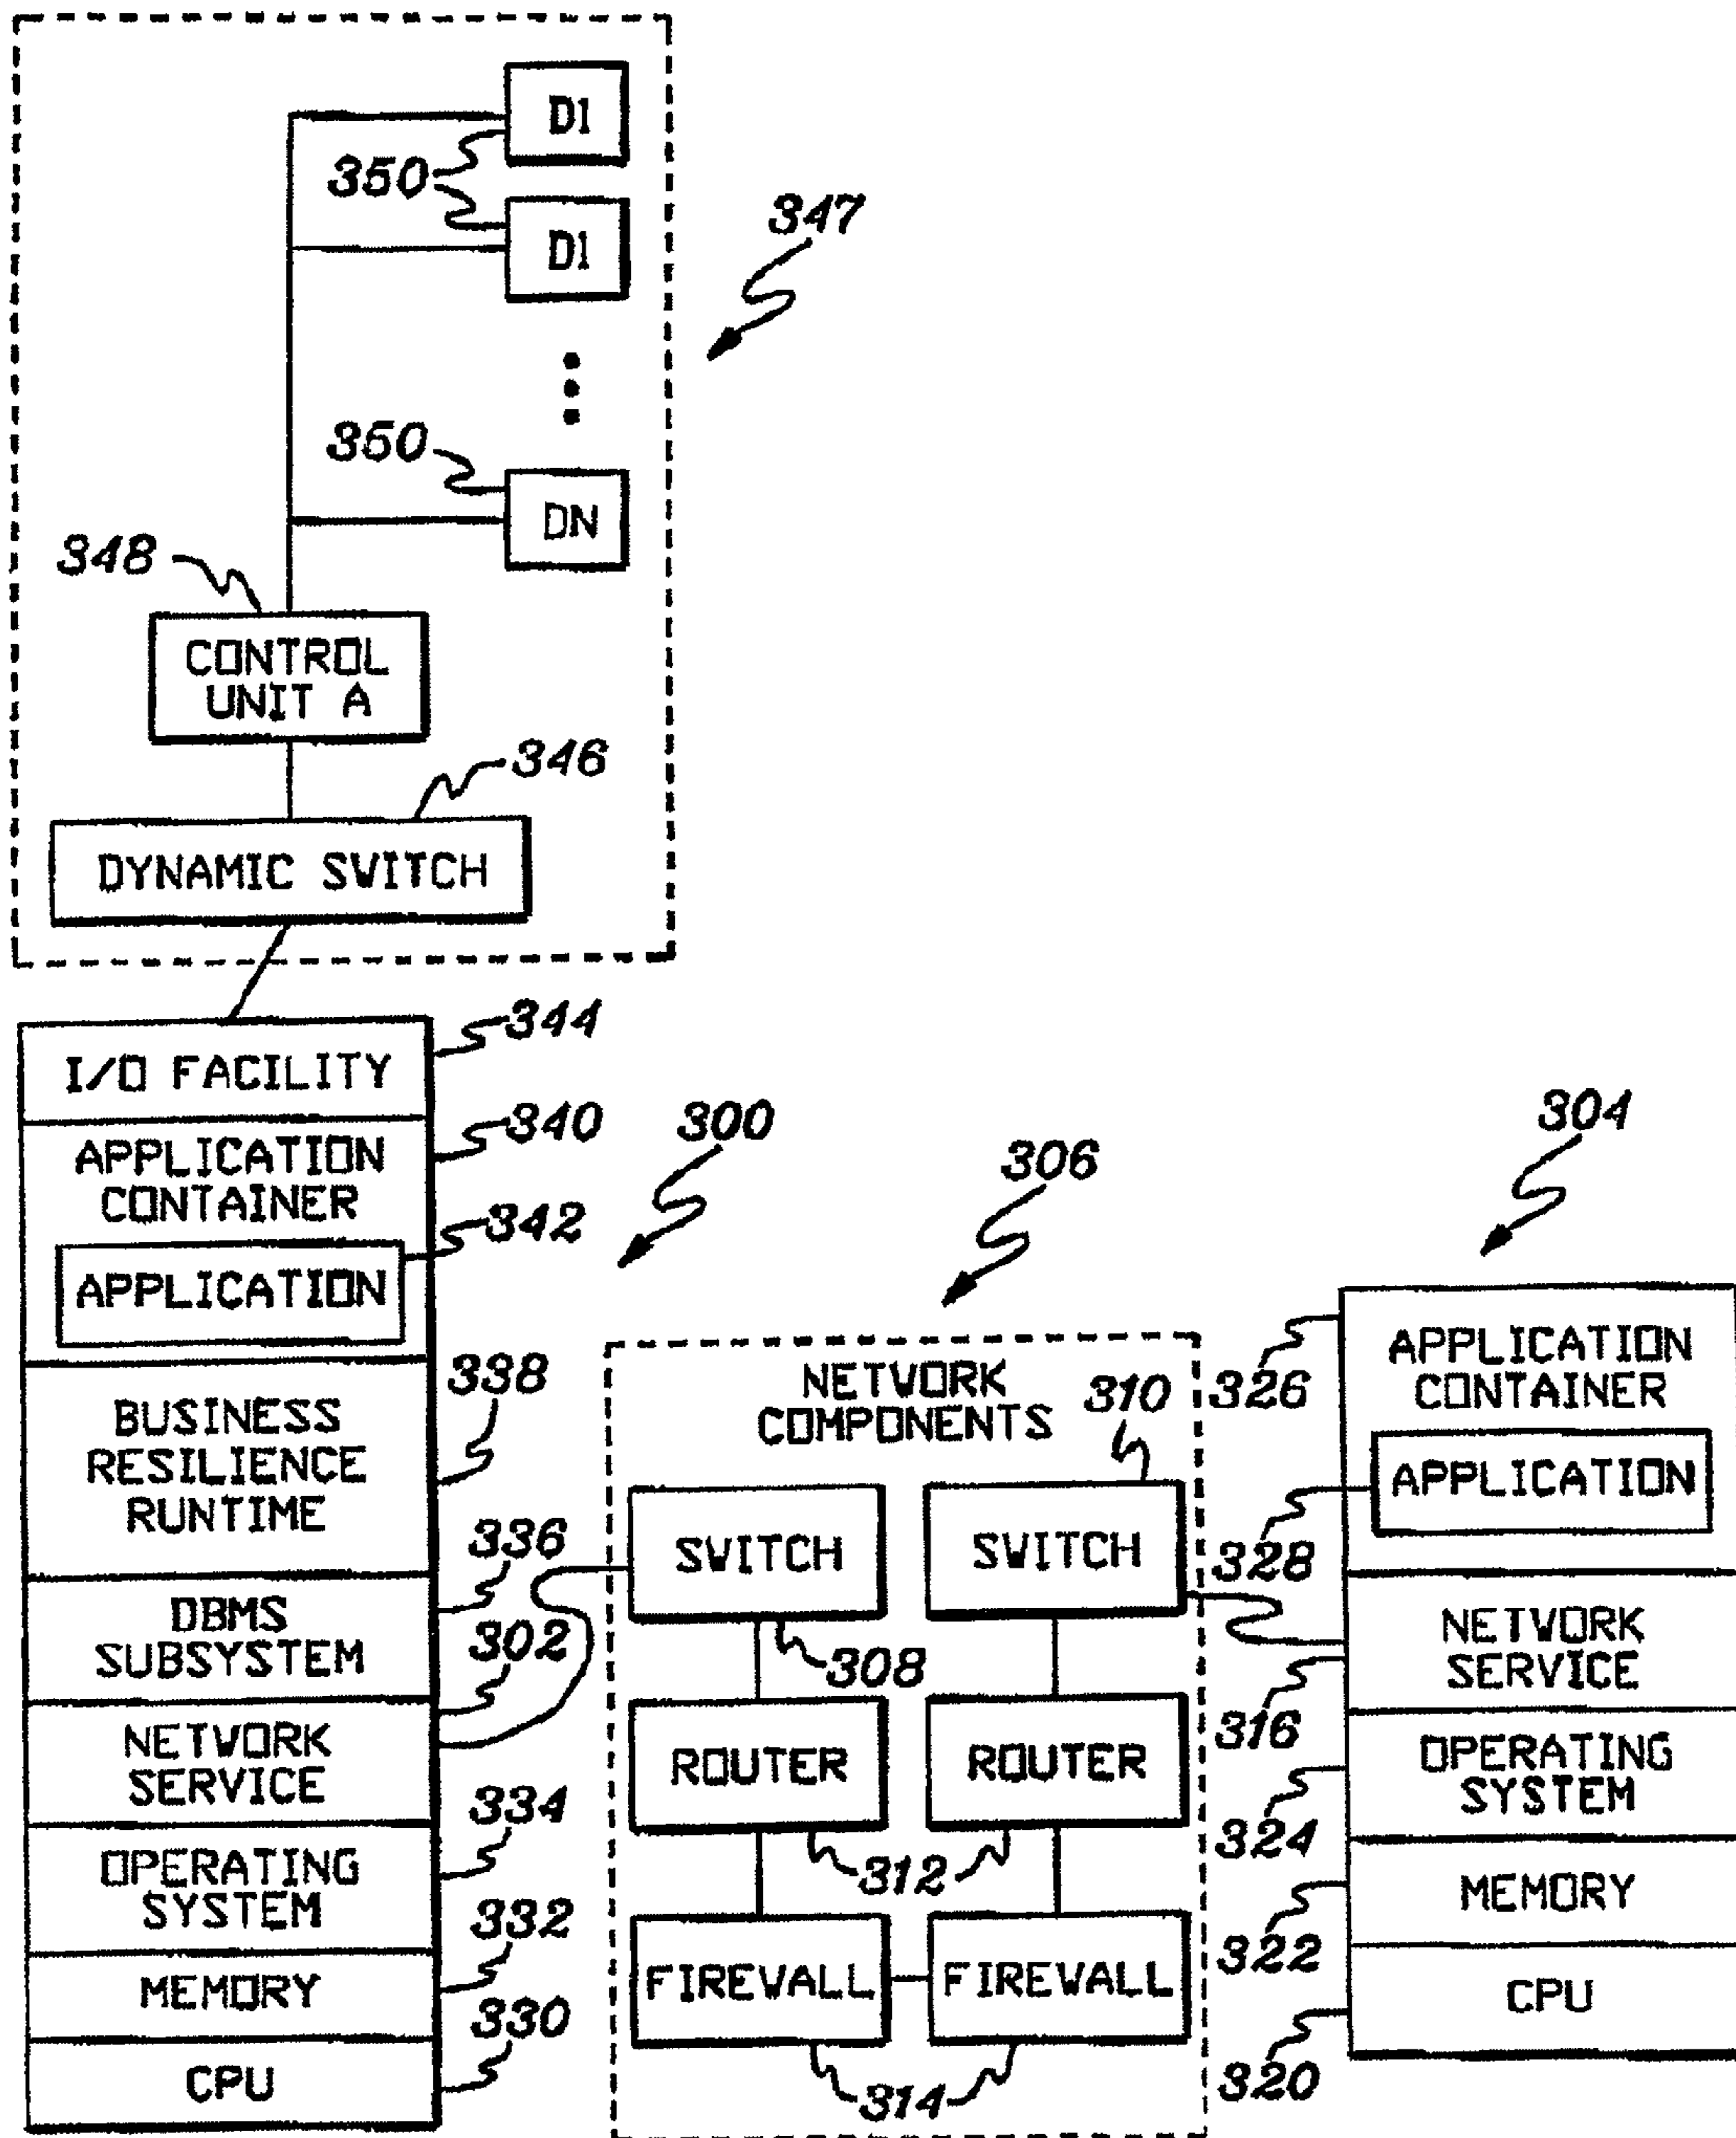 D1
350
D1
347
350
DN
348
CONTROL
UNIT A
346
DYNAMIC SWITCH
344
I/O FACILITY
340
APPLICATION
CONTAINER
342
APPLICATION
300
306
304
338
BUSINESS
RESILIENCE
RUNTIME
336
DBMS
SUBSYSTEM
302
NETWORK
SERVICE
334
OPERATING
SYSTEM
332
MEMORY
330
CPU
NETWORK
COMPONENTS
310
SWITCH
SWITCH
308
ROUTER
ROUTER
312
FIREWALL
FIREWALL
314
326
APPLICATION
CONTAINER
APPLICATION
328
NETWORK
SERVICE
316
OPERATING
SYSTEM
324
MEMORY
322
CPU
320